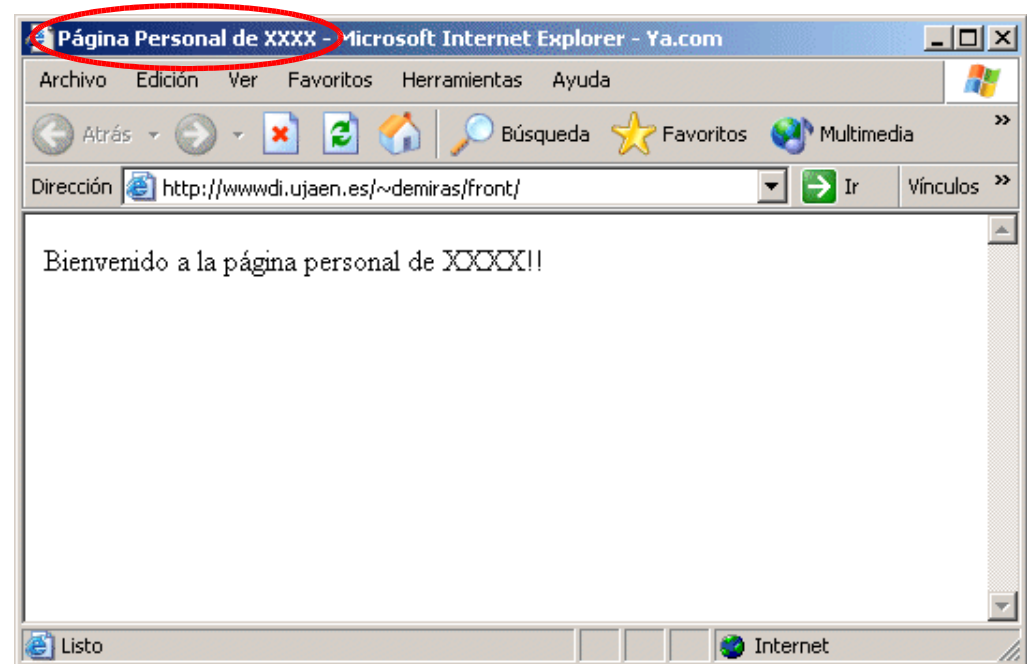 Página Personal de XXXX - Microsoft Internet Explorer - Ya.com
Archivo Edición Ver Favoritos Herramientas Ayuda
Atrás Búsqueda Favoritos Multimedia »
Dirección http://wwwdi.ujaen.es/~demiras/front/ Ir Vínculos »
Bienvenido a la página personal de XXXX!!
Listo Internet